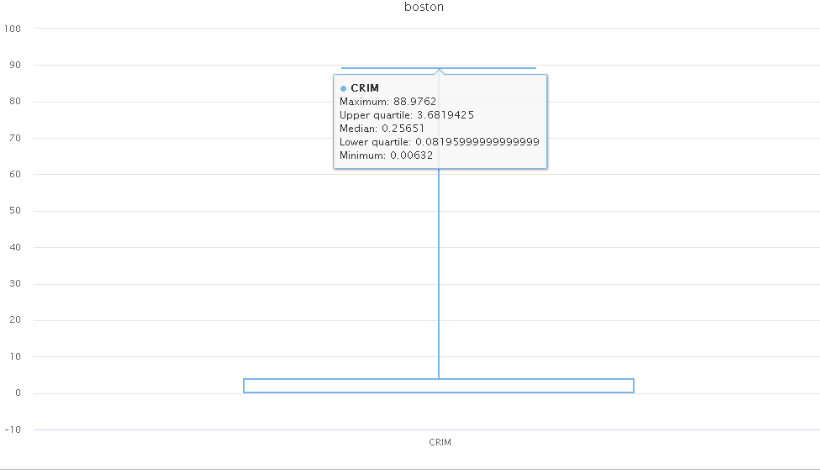 boston
100
90
80
70
60
50
40
30
20
10
0
-10
CRIM
Maximum: 88.9762
Upper quartile: 3.6819425
Median: 0.25651
Lower quartile: 0.08195999999999999
Minimum: 0.00632
CRIM